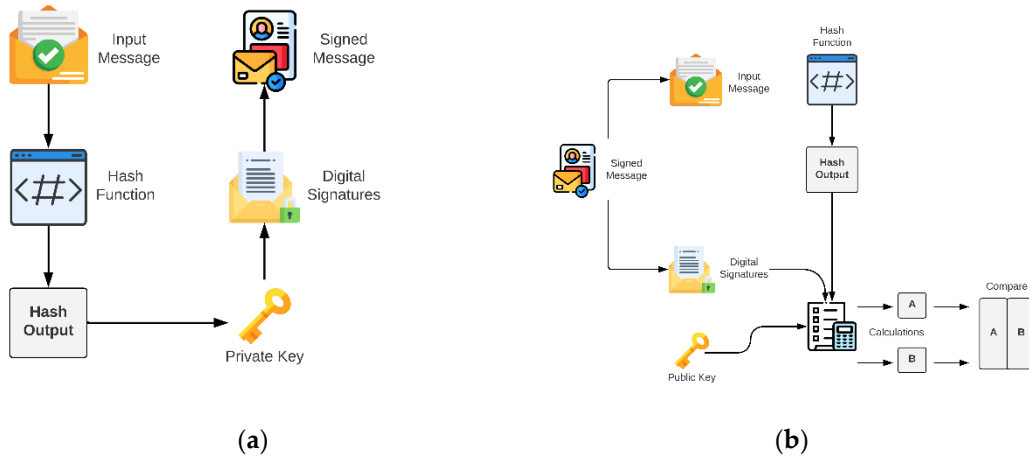 Input
Message
Signed
Message
<#>
Hash
Function
Digital
Signatures
Hash
Output
Private Key
(a)
Hash
Function
<#>
Input
Message
Signed
Message
Hash
Output
Digital
Signatures
Public Key
Calculations
A
B
Compare
A
B
(b)